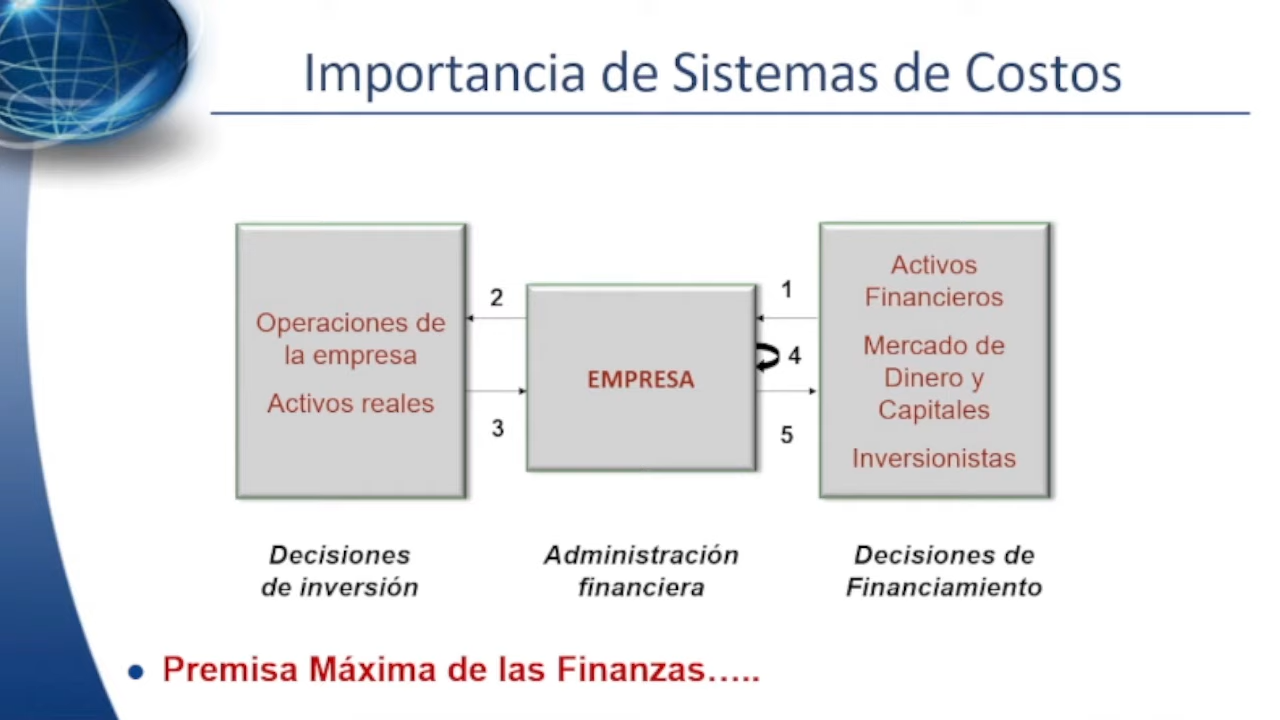 Importancia de Sistemas de Costos
Operaciones de
la empresa
Activos reales
2
3
EMPRESA
1
4
5
Activos
Financieros
Mercado de
Dinero y
Capitales
Inversionistas
Decisiones
de inversión
Administración
financiera
Decisiones de
Financiamiento
• Premisa Máxima de las Finanzas…..